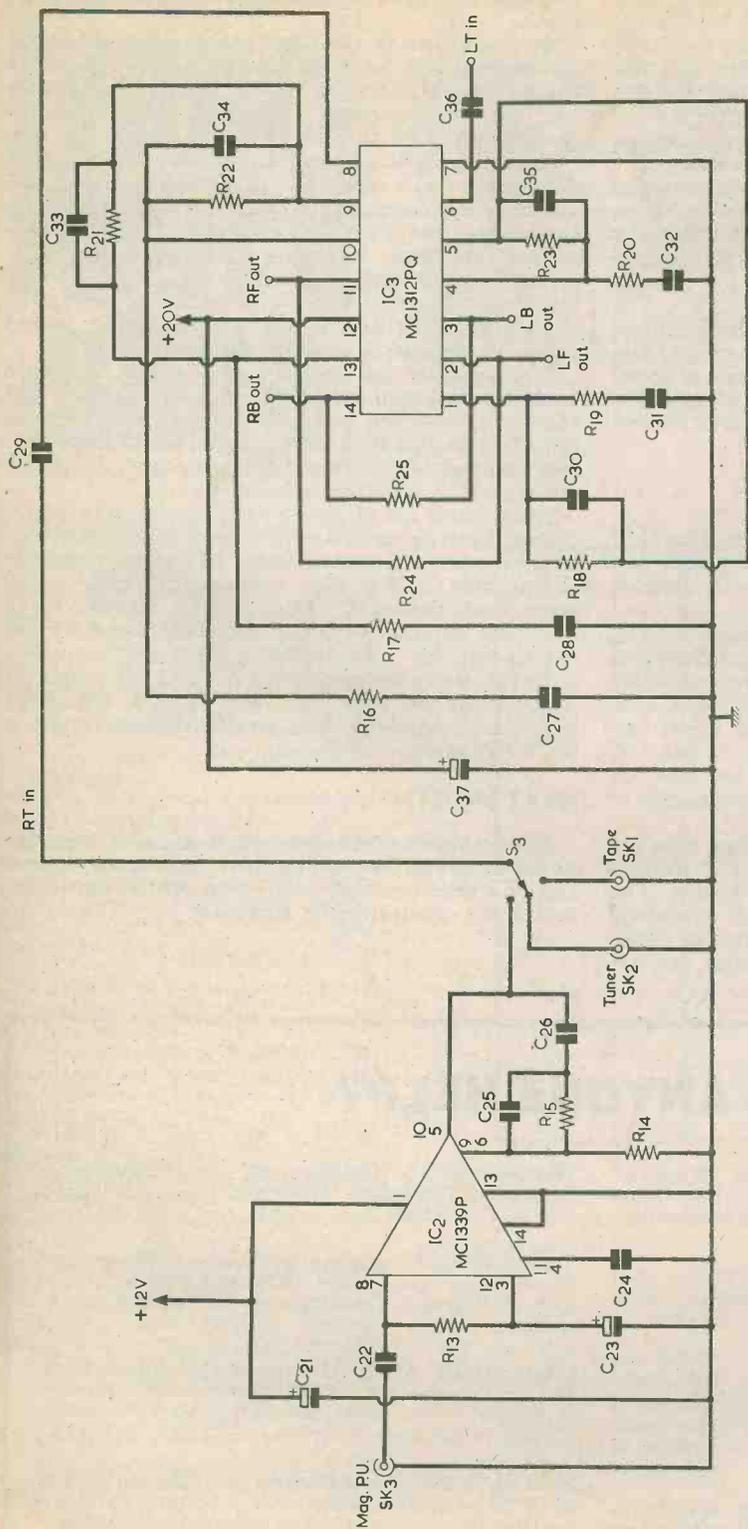 RT in
C29
C33
R21
C34
R22
+20V
RF out
RB out
8
9
10
11
12
13
14
IC3
MC1312PQ
7
6
5
4
3
2
1
LT in
C36
C35
R23
R20
C32
LB
out
LF
out
R19
C31
C30
R18
R25
R24
R17
C28
R16
C27
C37
+
S3
Tape
SK1
Tuner
SK2
C26
C25
R15
R14
10
5
9
6
13
14
11
4
12
3
8
7
1
IC2
MC1339P
+12V
C21
+
C22
R13
C23
+
C24
Mag. P.U.
SK3